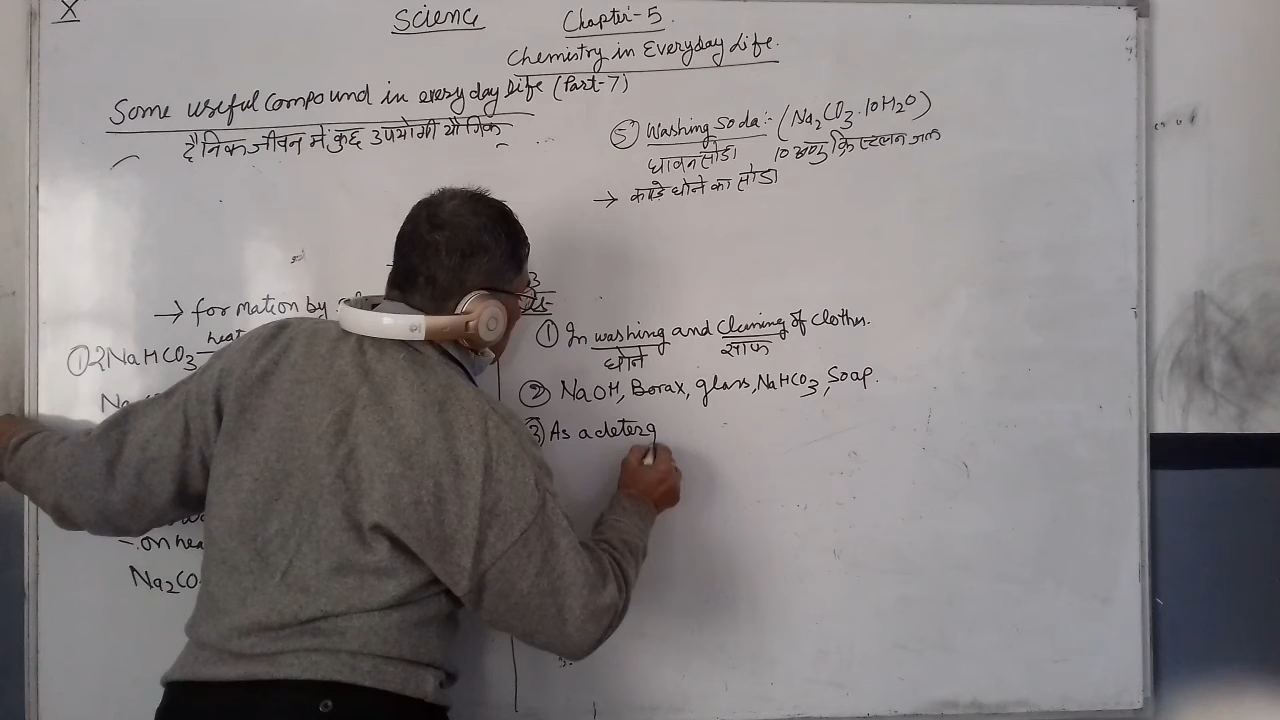 X
Science Chapter-5.
Chemistry in Everyday Life.
Some useful compound in every day life (Part-7)
दैनिक जीवन में कुछ उपयोगी यौगिक
⑤ Washing Soda:- (Na₂CO₃.10H₂O)
धावन सोडा 10 अणु क्रिस्टलन जल
→ कपड़े धोने का सोडा
→ for mation by
① 2NaHCO₃ heat
① In washing and cleaning of clothes.
धोने साफ
② NaOH, Borax, glass, NaHCO₃, Soap.
③ As a deterg
- on hea
Na₂CO